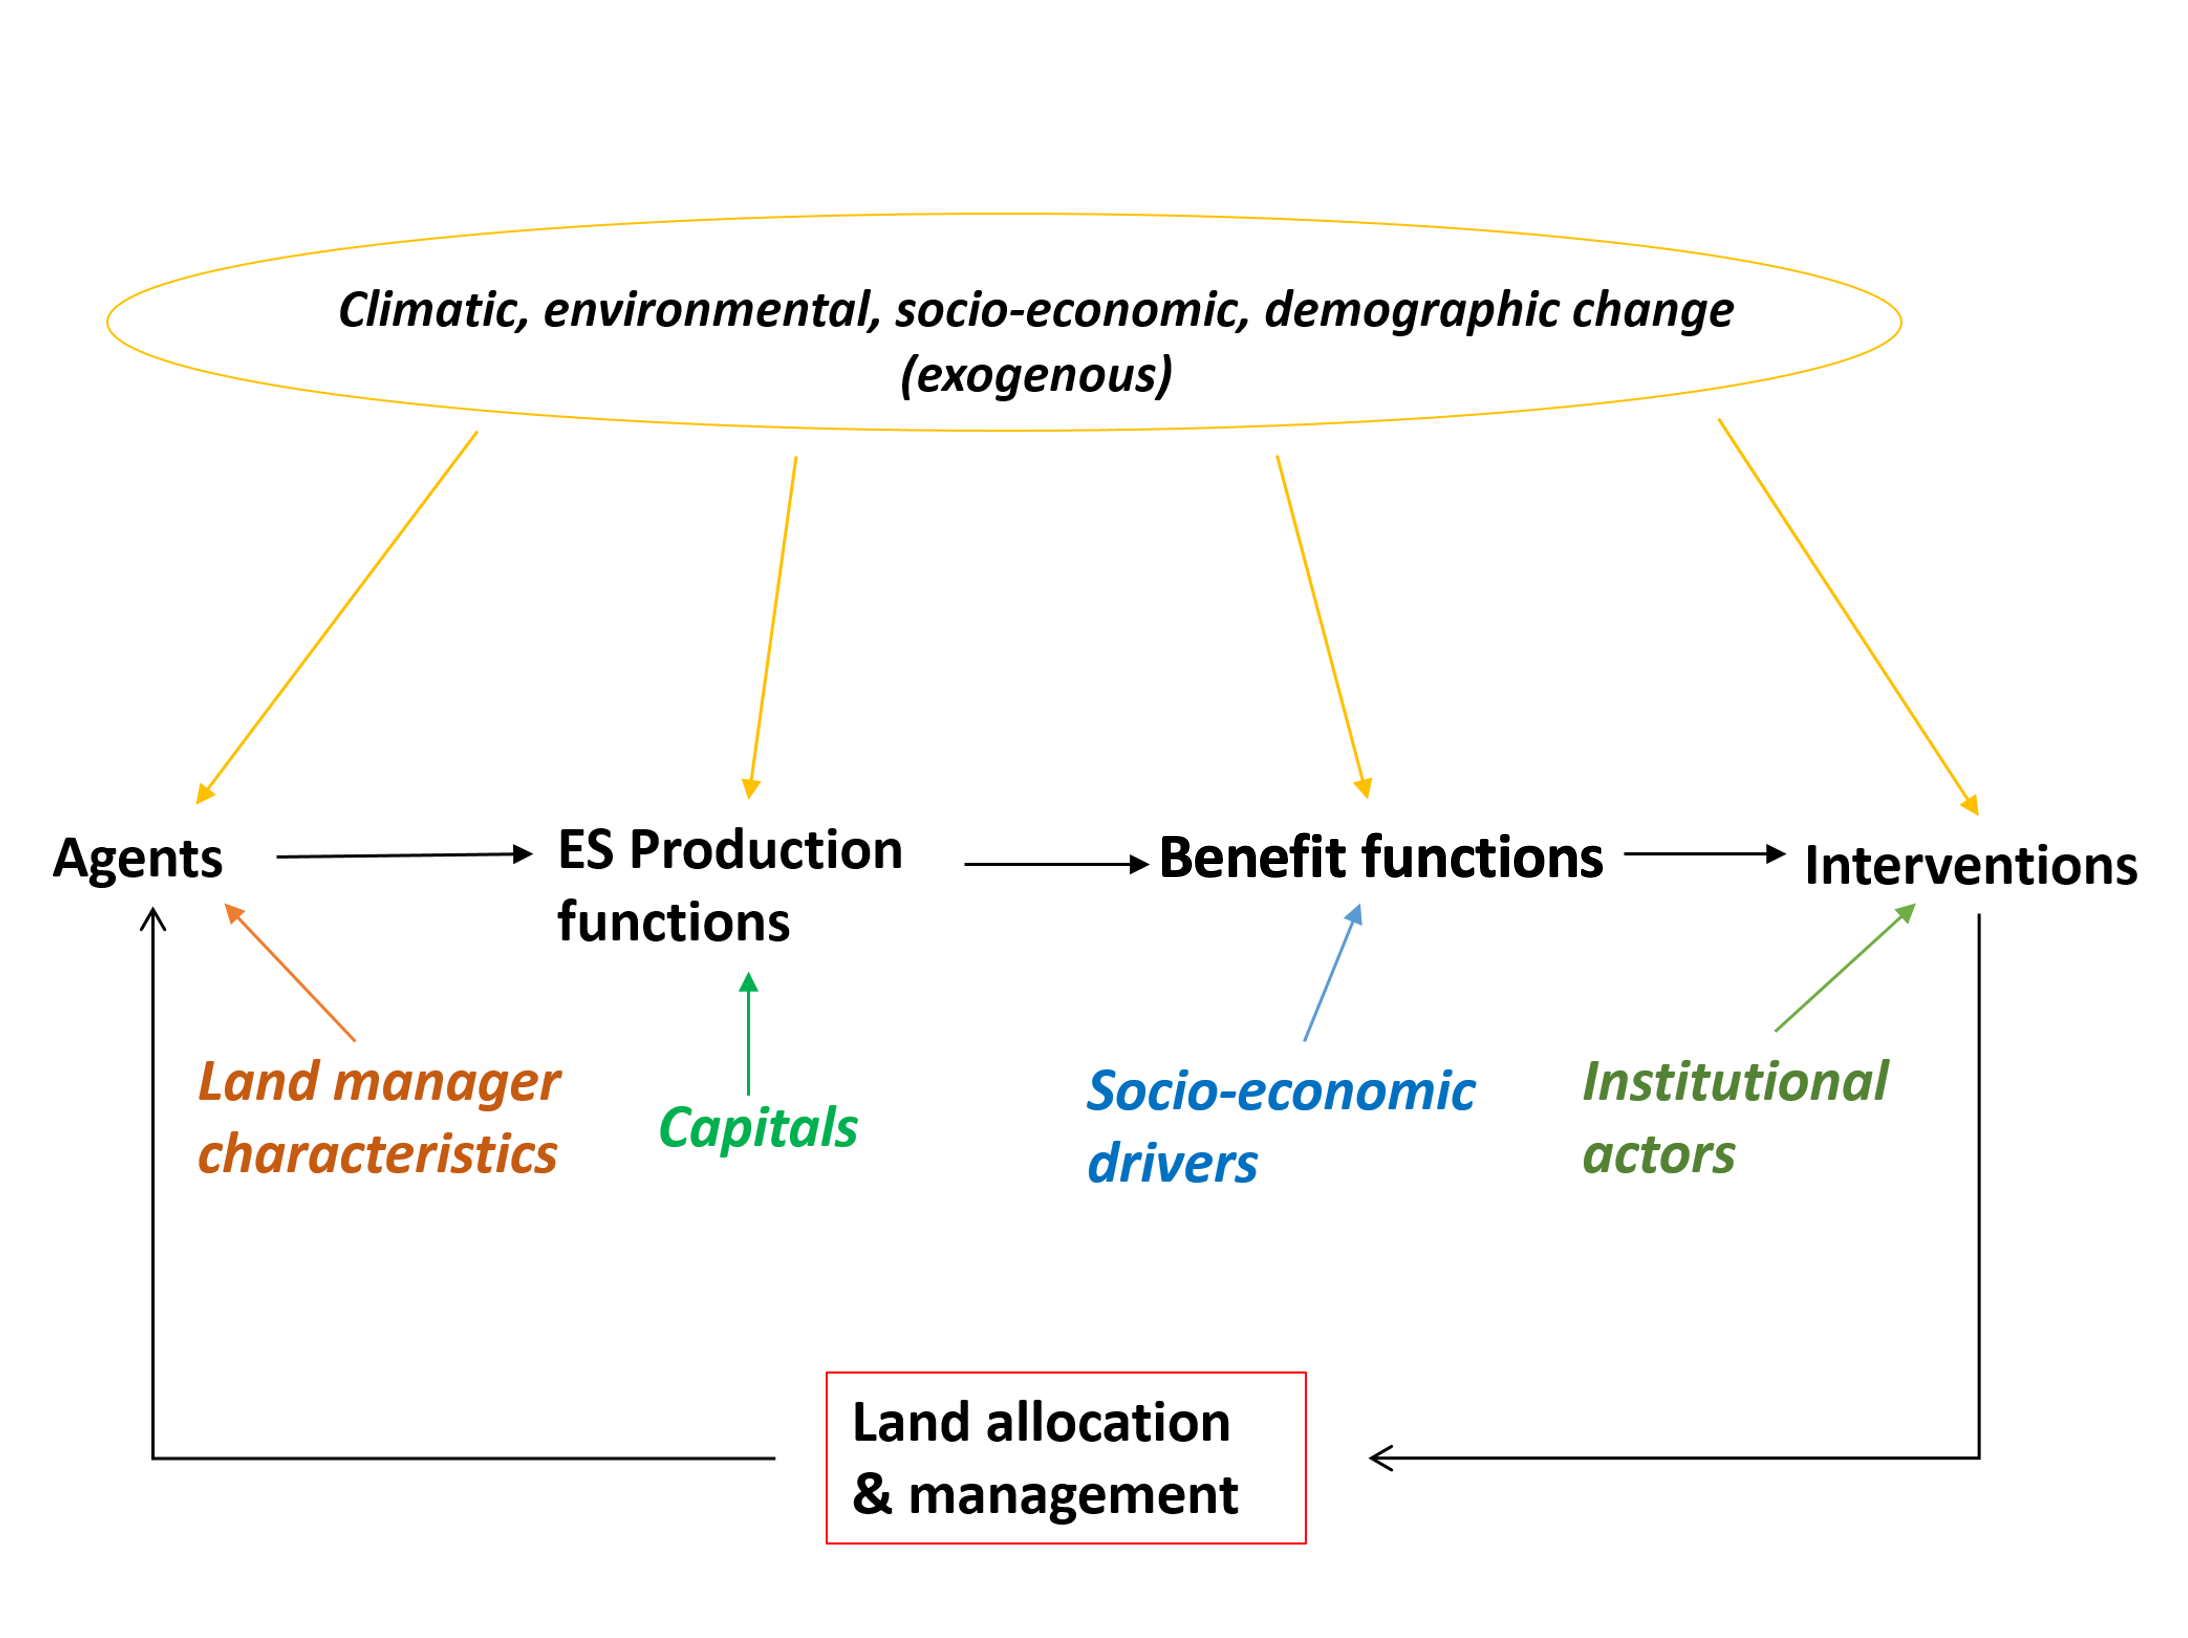 Climatic, environmental, socio-economic, demographic change
(exogenous)
Agents
ES Production
functions
Benefit functions
Interventions
Land manager
characteristics
Capitals
Socio-economic
drivers
Institutional
actors
Land allocation
& management